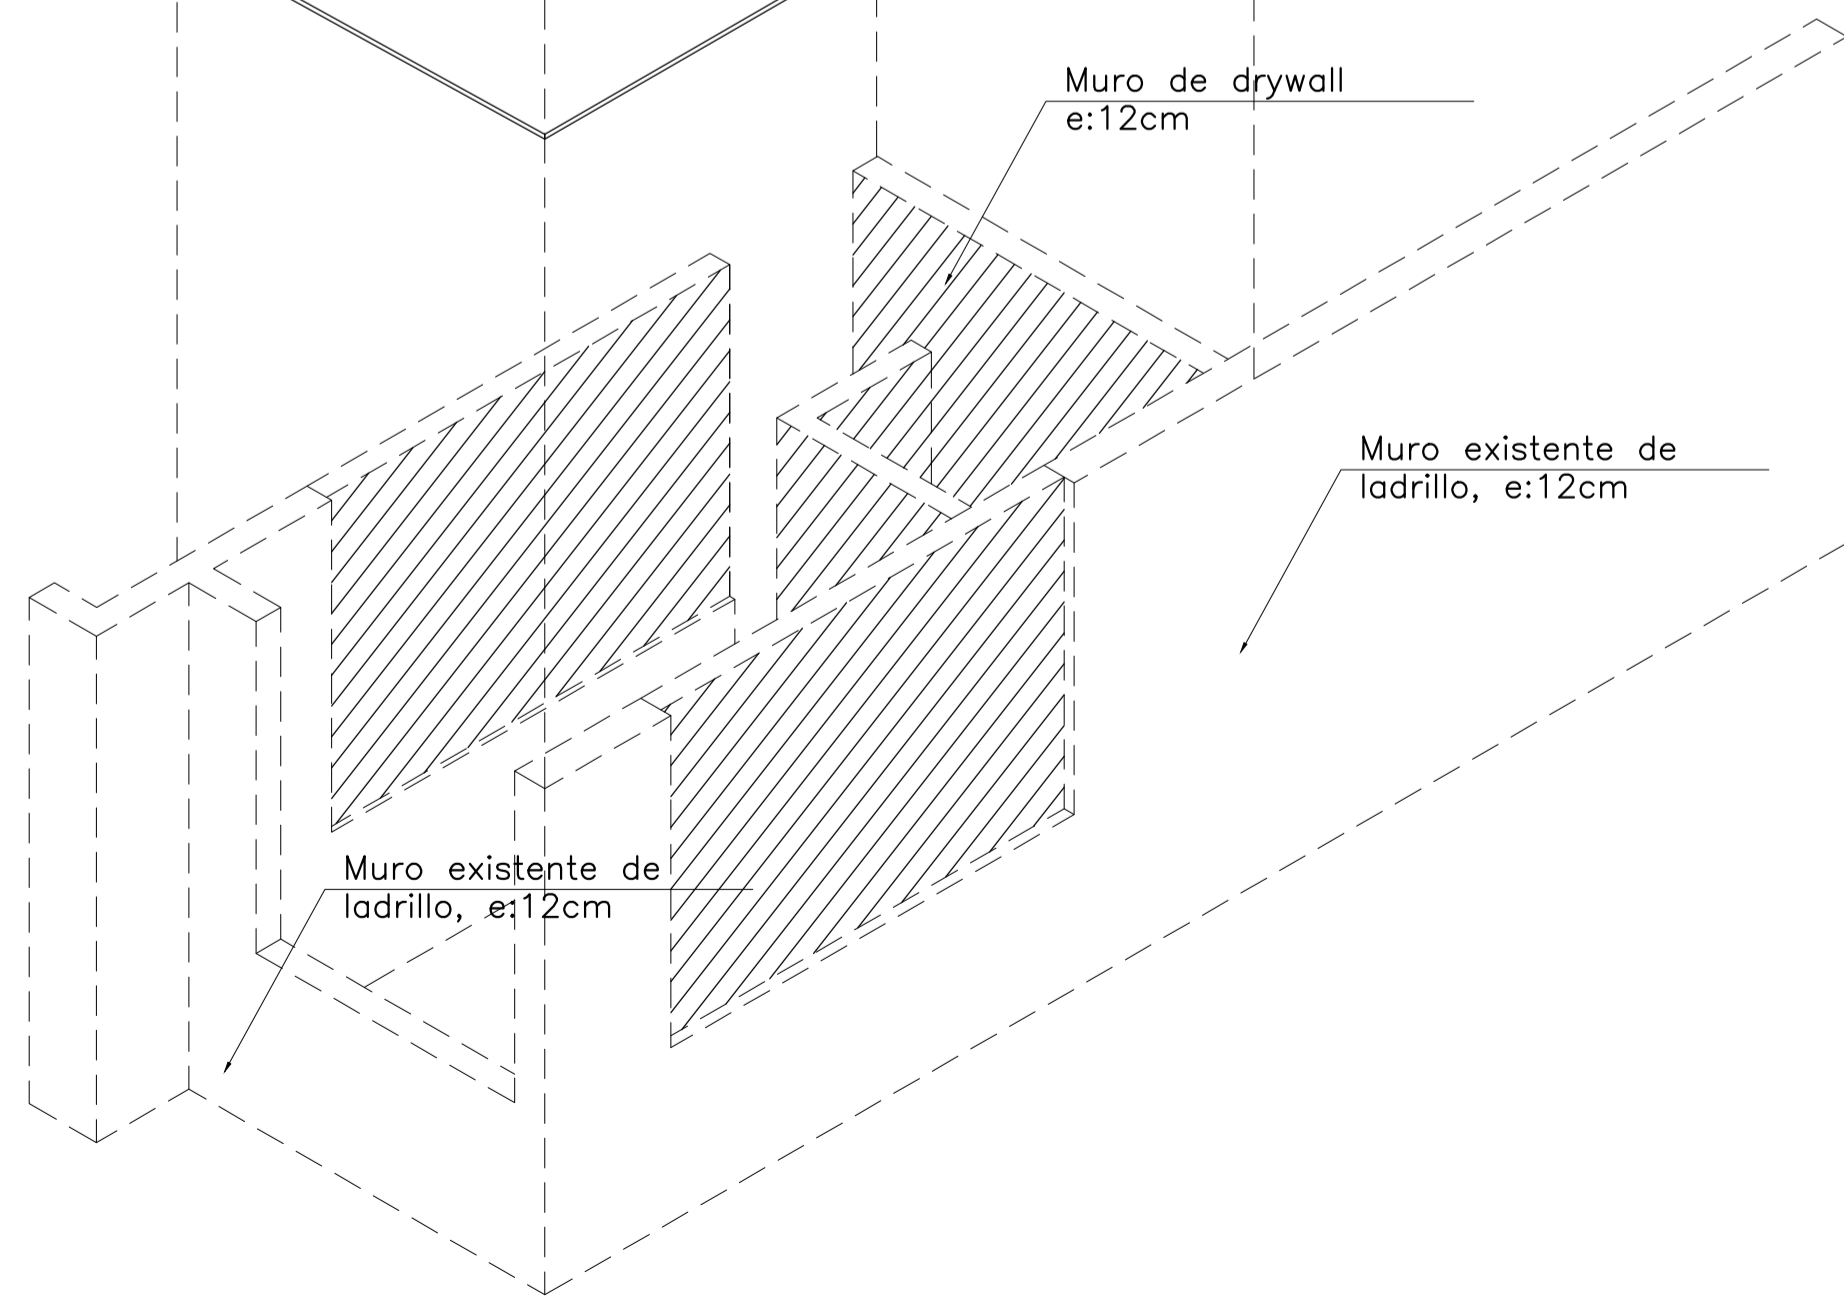 Muro de drywall
e:12cm
Muro existente de
ladrillo, e:12cm
Muro existente de
ladrillo, e:12cm